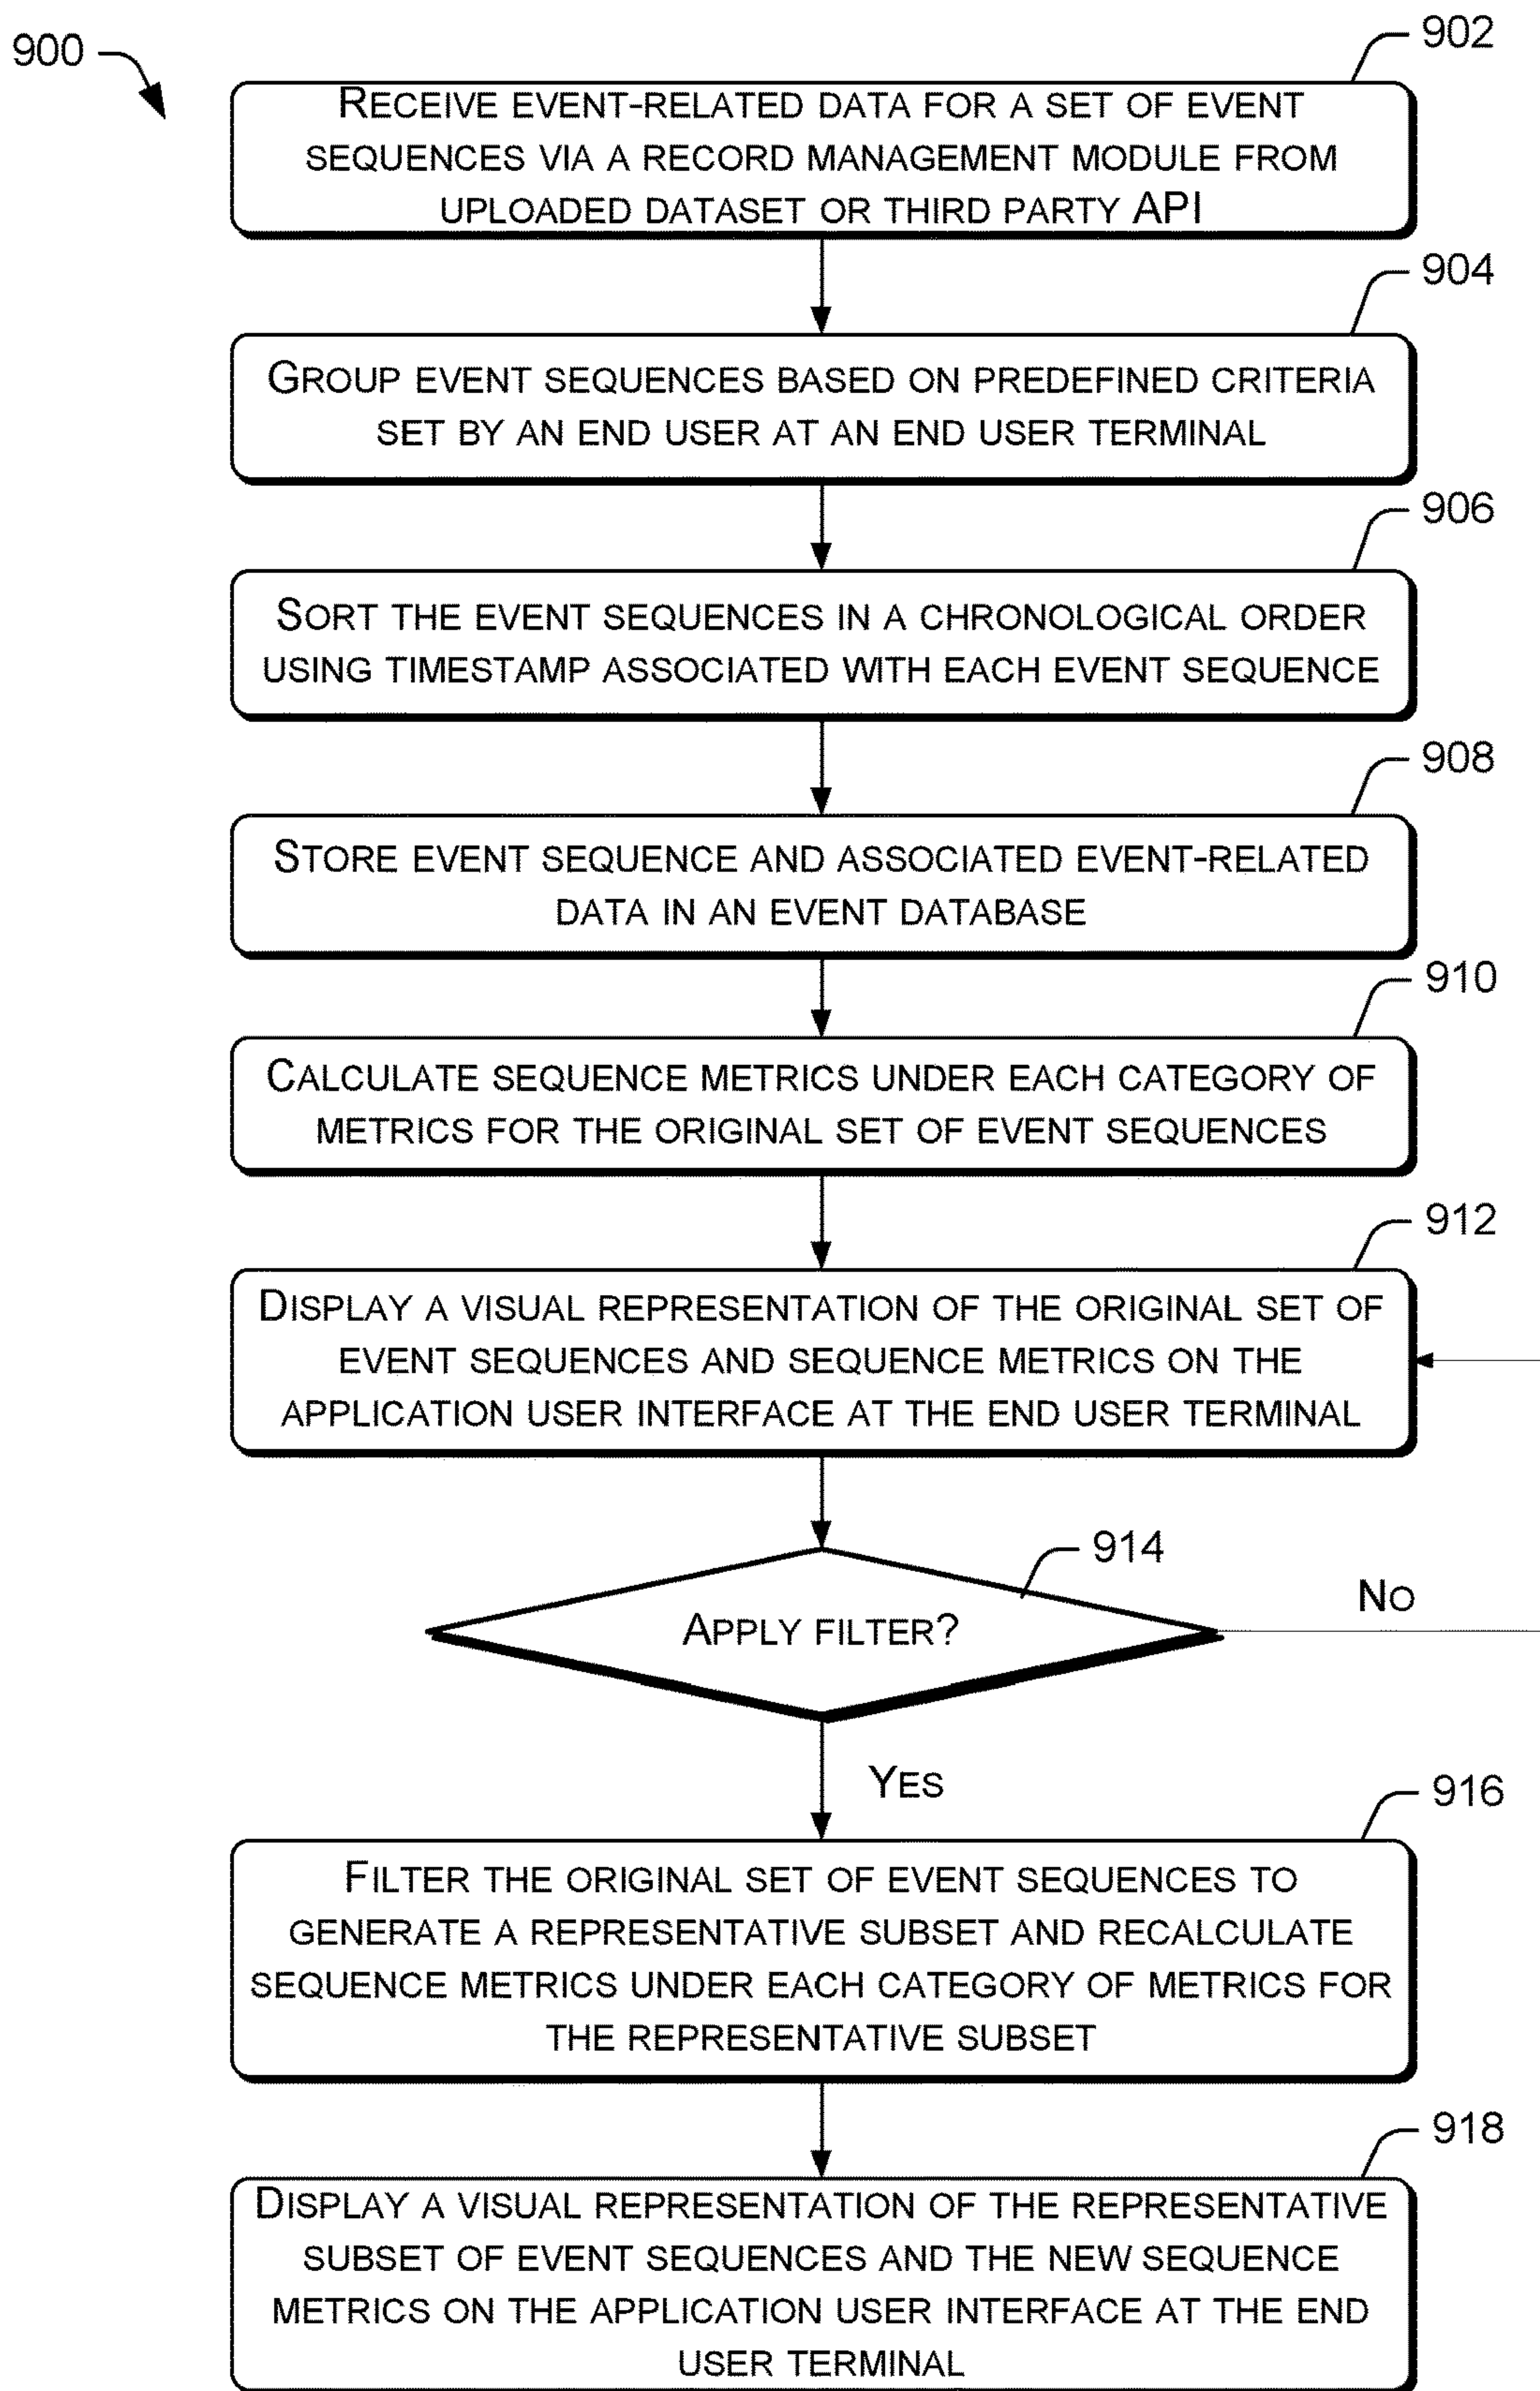 900
902
RECEIVE EVENT-RELATED DATA FOR A SET OF EVENT
SEQUENCES VIA A RECORD MANAGEMENT MODULE FROM
UPLOADED DATASET OR THIRD PARTY API
904
GROUP EVENT SEQUENCES BASED ON PREDEFINED CRITERIA
SET BY AN END USER AT AN END USER TERMINAL
906
SORT THE EVENT SEQUENCES IN A CHRONOLOGICAL ORDER
USING TIMESTAMP ASSOCIATED WITH EACH EVENT SEQUENCE
908
STORE EVENT SEQUENCE AND ASSOCIATED EVENT-RELATED
DATA IN AN EVENT DATABASE
910
CALCULATE SEQUENCE METRICS UNDER EACH CATEGORY OF
METRICS FOR THE ORIGINAL SET OF EVENT SEQUENCES
912
DISPLAY A VISUAL REPRESENTATION OF THE ORIGINAL SET OF
EVENT SEQUENCES AND SEQUENCE METRICS ON THE
APPLICATION USER INTERFACE AT THE END USER TERMINAL
914
APPLY FILTER?
NO
YES
916
FILTER THE ORIGINAL SET OF EVENT SEQUENCES TO
GENERATE A REPRESENTATIVE SUBSET AND RECALCULATE
SEQUENCE METRICS UNDER EACH CATEGORY OF METRICS FOR
THE REPRESENTATIVE SUBSET
918
DISPLAY A VISUAL REPRESENTATION OF THE REPRESENTATIVE
SUBSET OF EVENT SEQUENCES AND THE NEW SEQUENCE
METRICS ON THE APPLICATION USER INTERFACE AT THE END
USER TERMINAL